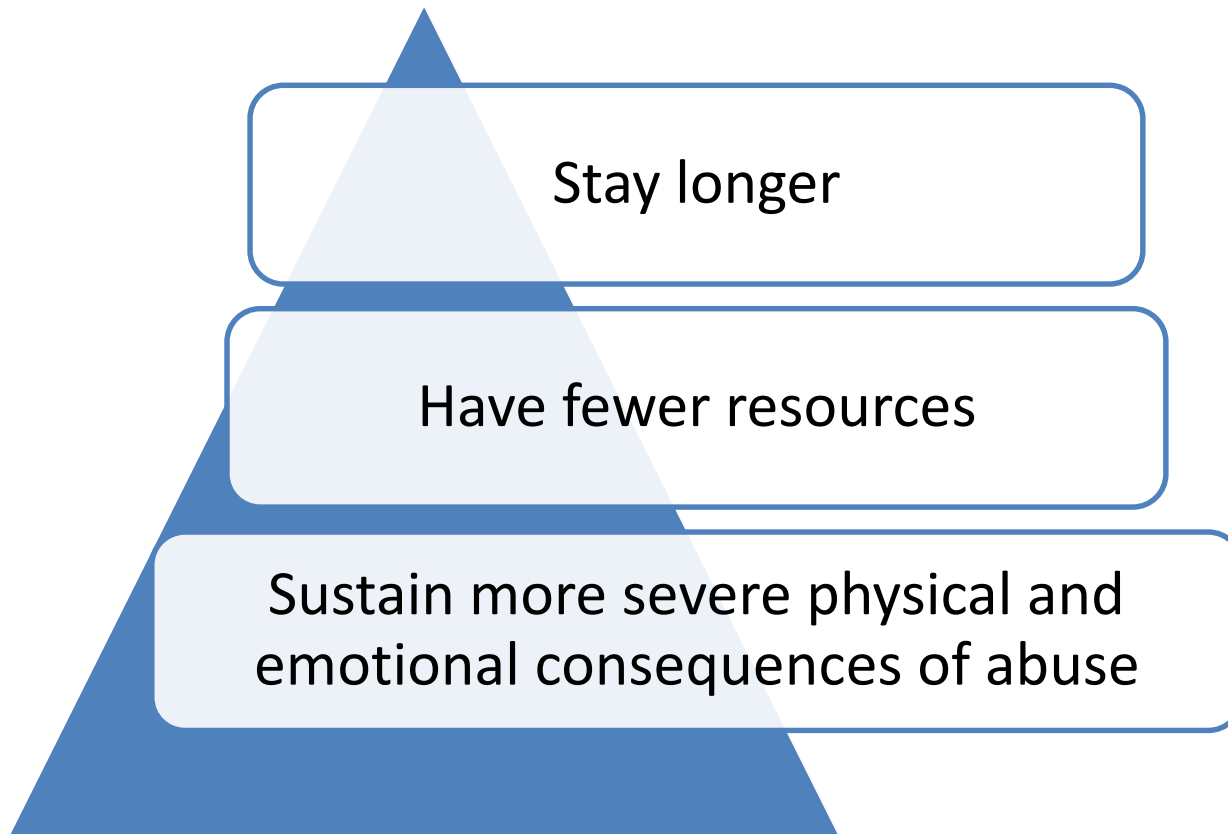 Stay longer
Have fewer resources
Sustain more severe physical and
emotional consequences of abuse